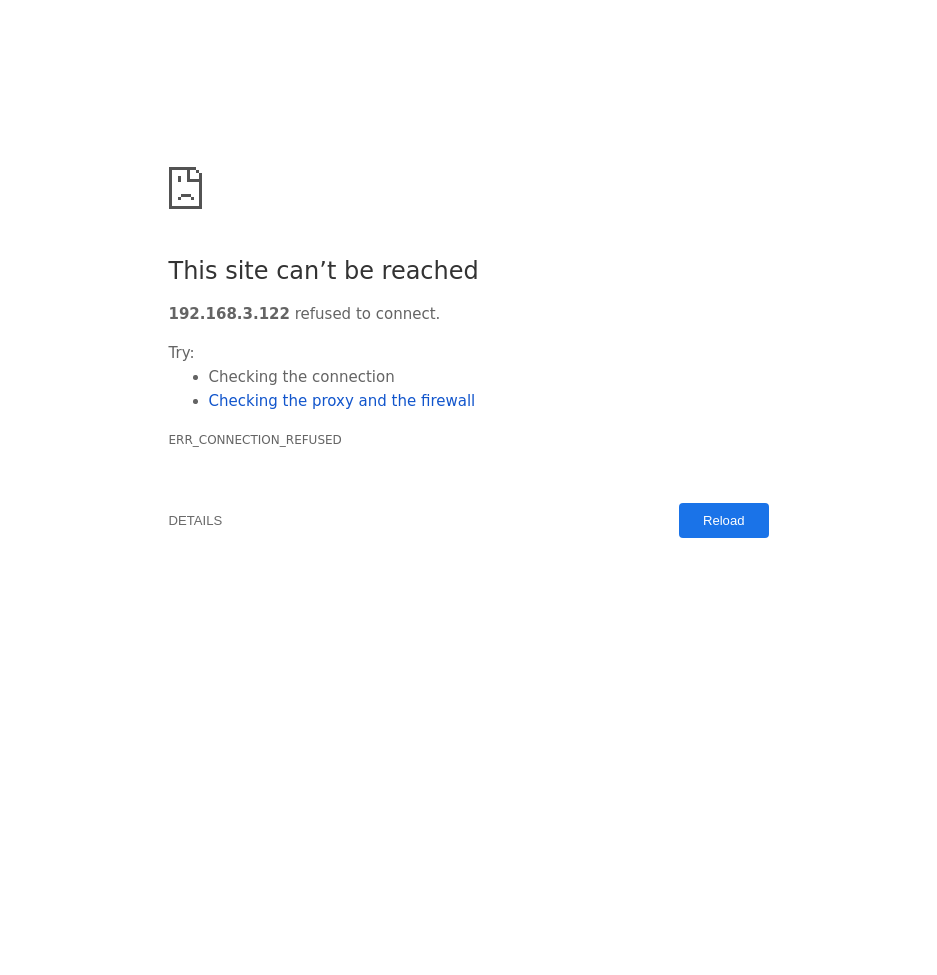 This site can’t be reached
192.168.3.122 refused to connect.
Try:
Checking the connection
Checking the proxy and the firewall
ERR_CONNECTION_REFUSED
DETAILS
Reload